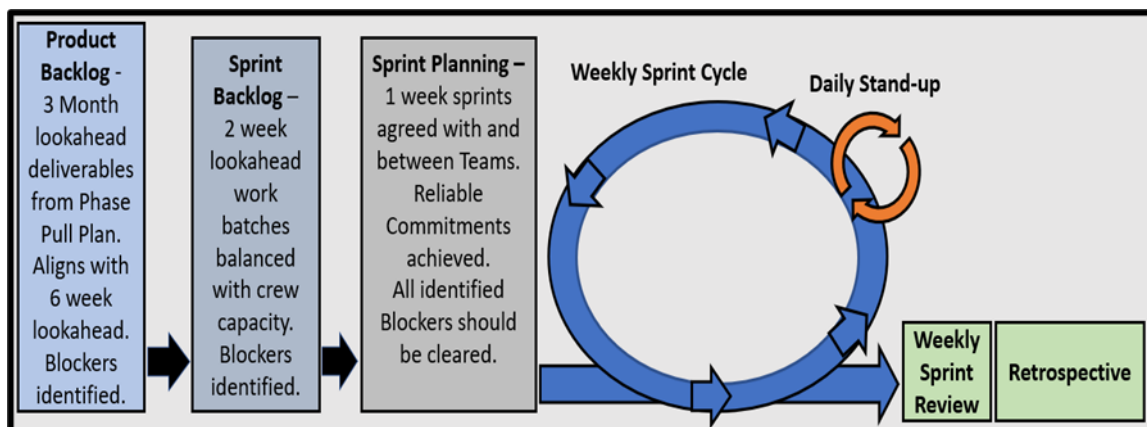 Product
Backlog -
3 Month
lookahead
deliverables
from Phase
Pull Plan.
Aligns with
6 week
lookahead.
Blockers
identified.
Sprint
Backlog –
2 week
lookahead
work
batches
balanced
with crew
capacity.
Blockers
identified.
Sprint Planning –
1 week sprints
agreed with and
between Teams.
Reliable
Commitments
achieved.
All identified
Blockers should
be cleared.
Weekly Sprint Cycle
Daily Stand-up
Weekly
Sprint
Review
Retrospective